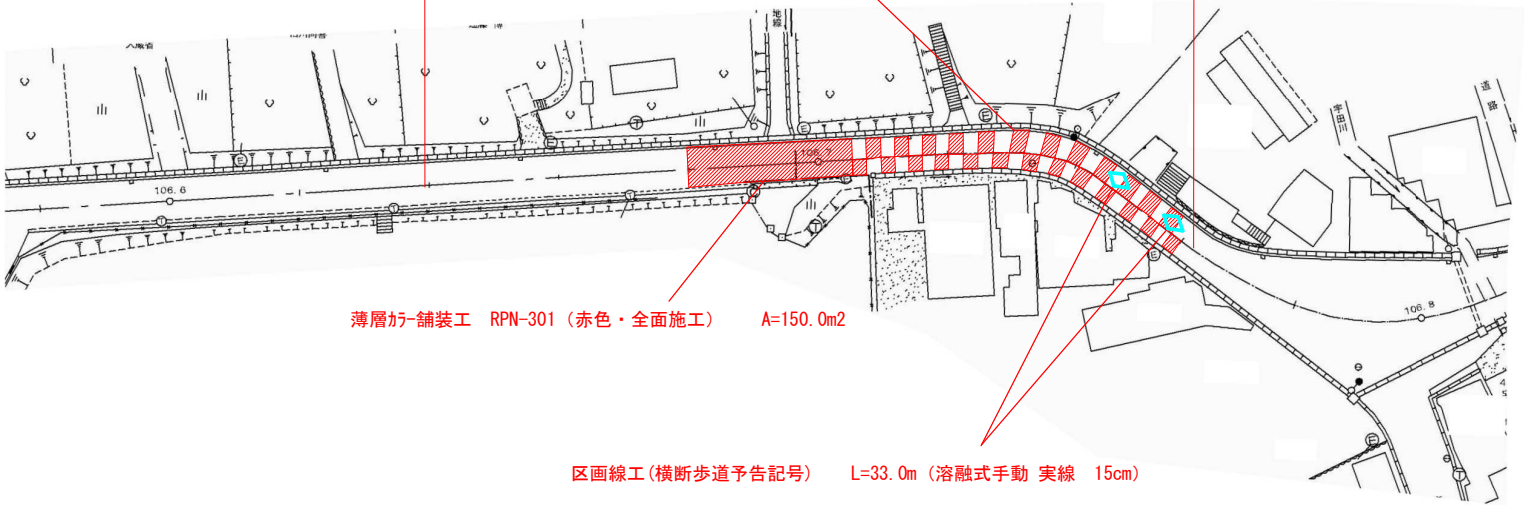 地線
106.7
106.6
宇田川
道路
106.8
薄層ｶﾗｰ舗装工 RPN-301（赤色・全面施工） A=150.0m2
区画線工(横断歩道予告記号) L=33.0m（溶融式手動 実線 15cm）